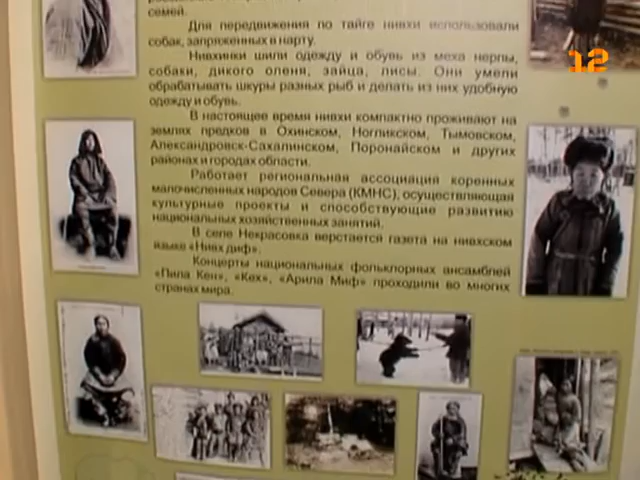 семей.
Для передвижения по тайге нивхи использовали
собак, запряженных в нарту.
Нивхинки шили одежду и обувь из меха нерпы,
собаки, дикого оленя, зайца, лисы. Они умели
обрабатывать шкуры разных рыб и делать из них удобную
одежду и обувь.
В настоящее время нивхи компактно проживают на
землях предков в Охинском, Ногликском, Тымовском,
Александровск-Сахалинском, Поронайском и других
районах и городах области.
Работает региональная ассоциация коренных
малочисленных народов Севера (КМНС), осуществляющая
культурные проекты и способствующие развитию
национальных хозяйственных занятий.
В селе Некрасовка верстается газета на нивхском
языке «Нивх диф».
Концерты национальных фольклорных ансамблей
«Пила Кен», «Кех», «Арила Миф» проходили во многих
странах мира.
12